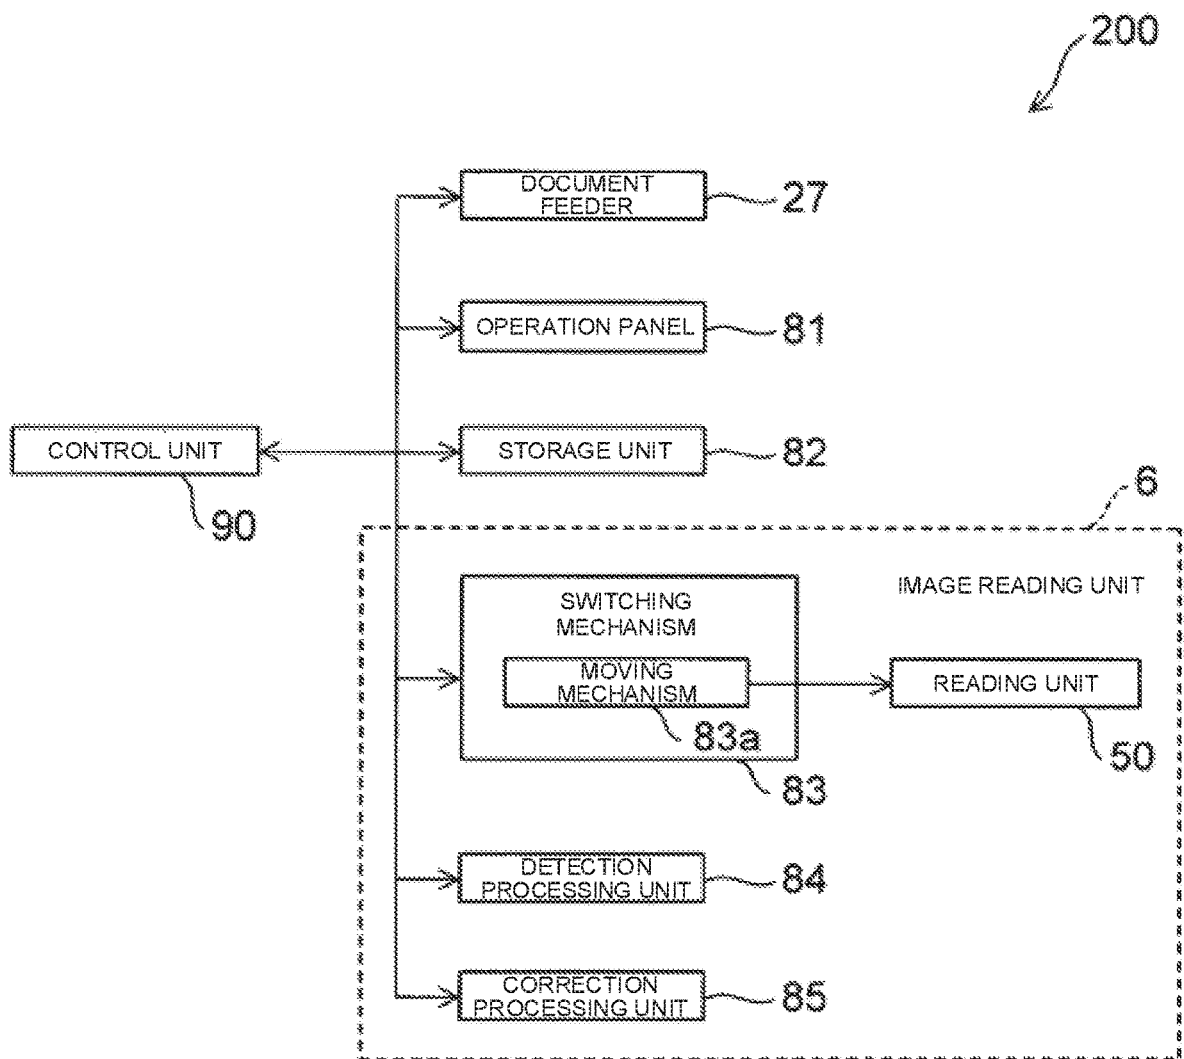 200
DOCUMENT
FEEDER
27
OPERATION PANEL
81
CONTROL UNIT
90
STORAGE UNIT
82
6
IMAGE READING UNIT
SWITCHING
MECHANISM
MOVING
MECHANISM
83a
83
READING UNIT
50
DETECTION
PROCESSING UNIT
84
CORRECTION
PROCESSING UNIT
85